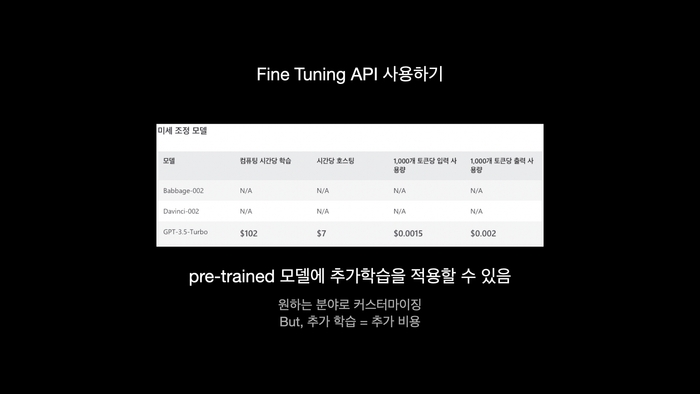 Fine Tuning API 사용하기
미세 조정 모델
모델 컴퓨팅 시간당 학습 시간당 호스팅 1,000개 토큰당 입력 사용량 1,000개 토큰당 출력 사용량
Babbage-002 N/A N/A N/A N/A
Davinci-002 N/A N/A N/A N/A
GPT-3.5-Turbo $102 $7 $0.0015 $0.002
pre-trained 모델에 추가학습을 적용할 수 있음
원하는 분야로 커스터마이징
But, 추가 학습 = 추가 비용